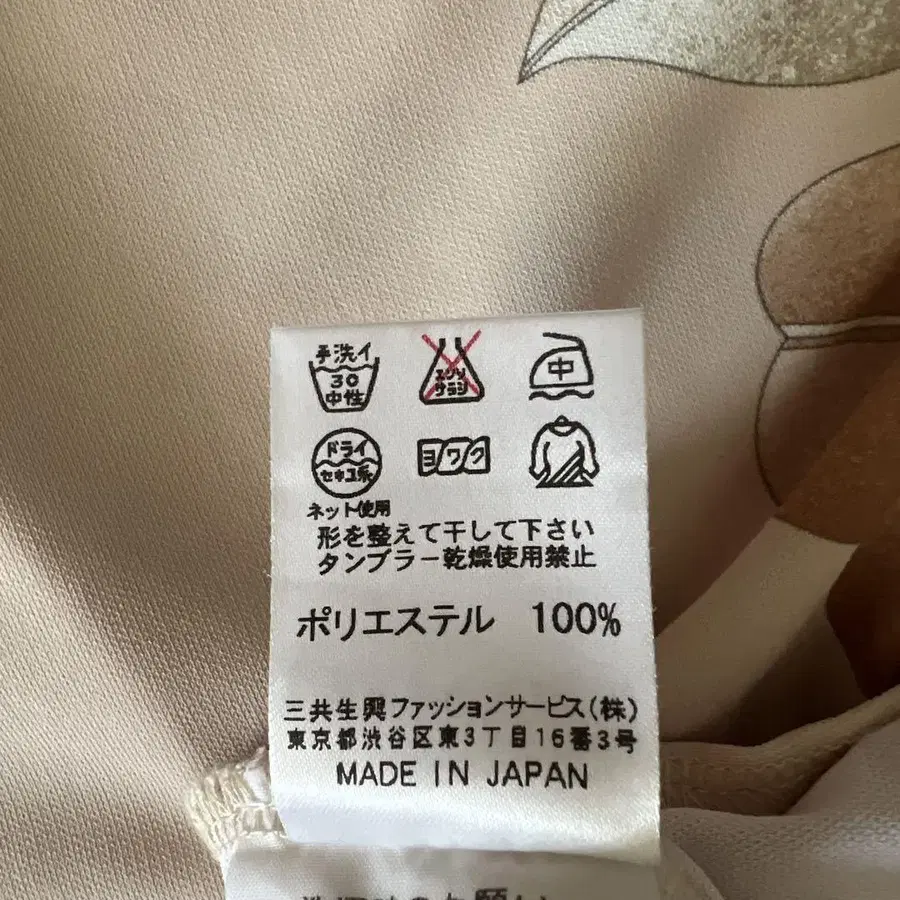 手洗イ
30
中性
エンソ
サラシ
中
ドライ
セキユ系
ヨワク
ネット使用
形を整えて干して下さい
タンブラー乾燥使用禁止
ポリエステル 100%
三共生興ファッションサービス(株)
東京都渋谷区東3丁目16番3号
MADE IN JAPAN